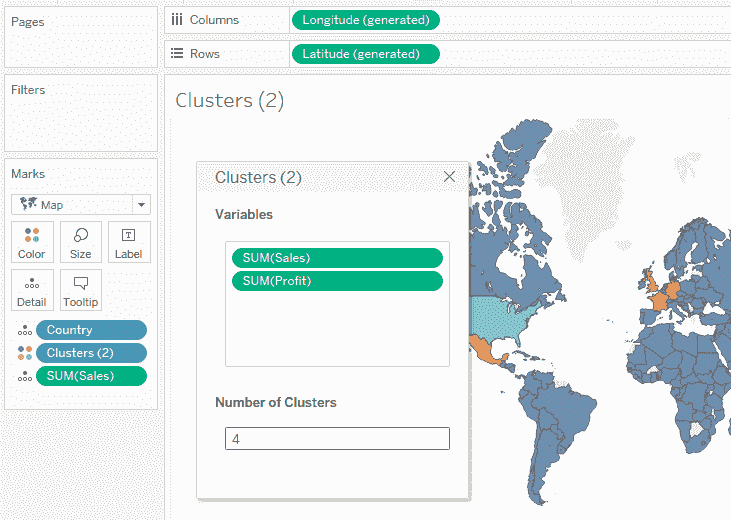 Pages
Columns
Longitude (generated)
Rows
Latitude (generated)
Filters
Clusters (2)
Marks
Map
Color
Size
Label
Detail
Tooltip
Country
Clusters (2)
SUM(Sales)
Clusters (2)
Variables
SUM(Sales)
SUM(Profit)
Number of Clusters
4